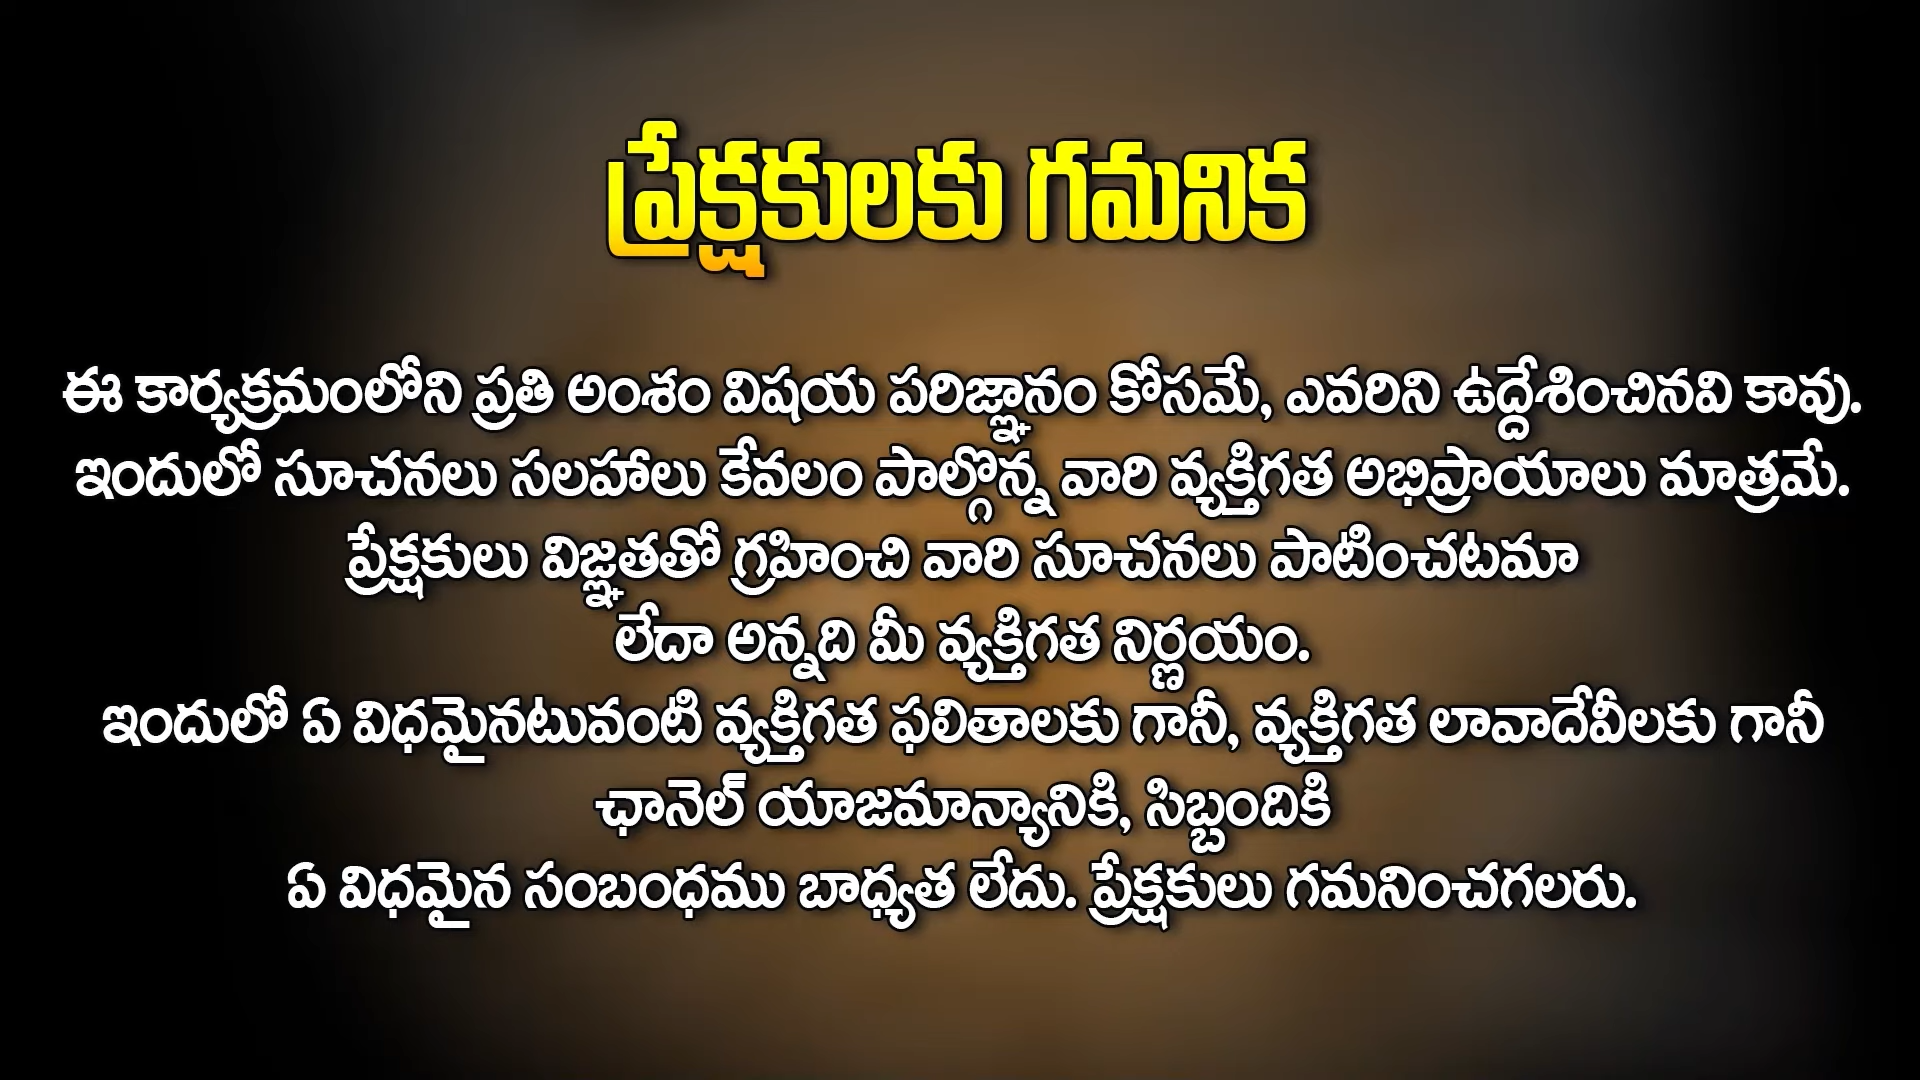 ప్రేక్షకులకు గమనిక
ఈ కార్యక్రమంలోని ప్రతి అంశం విషయ పరిజ్ఞానం కోసమే, ఎవరిని ఉద్దేశించినవి కావు.
ఇందులో సూచనలు సలహాలు కేవలం పాల్గొన్న వారి వ్యక్తిగత అభిప్రాయాలు మాత్రమే.
ప్రేక్షకులు విజ్ఞతతో గ్రహించి వారి సూచనలు పాటించటమా
లేదా అన్నది మీ వ్యక్తిగత నిర్ణయం.
ఇందులో ఏ విధమైనటువంటి వ్యక్తిగత ఫలితాలకు గానీ, వ్యక్తిగత లావాదేవీలకు గానీ
ఛానెల్ యాజమాన్యానికి, సిబ్బందికి
ఏ విధమైన సంబంధము బాధ్యత లేదు. ప్రేక్షకులు గమనించగలరు.